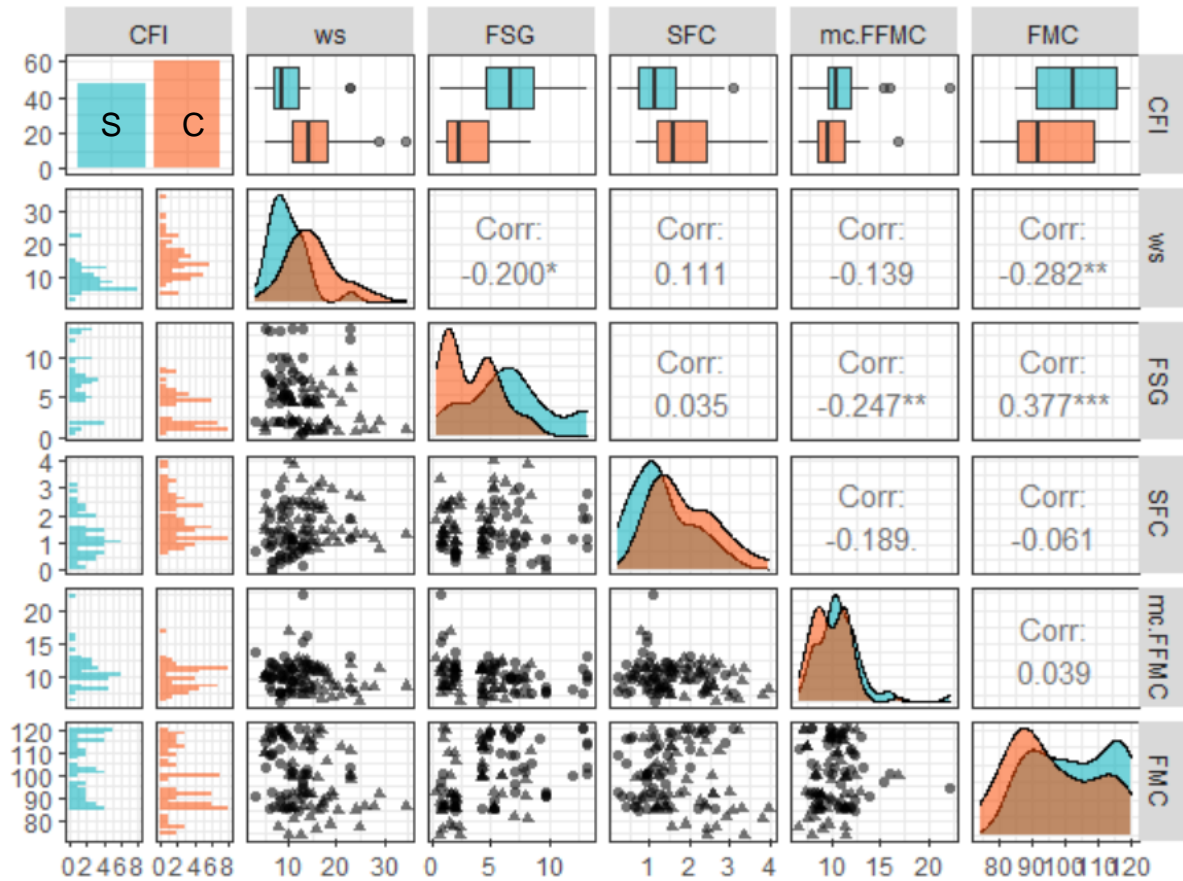 CFI ws FSG SFC mc.FFMC FMC
60
40
20
0
S C
CFI
30
20
10
Corr: Corr: Corr: Corr:
-0.200* 0.111 -0.139 -0.282**
ws
10
5
0
Corr: Corr: Corr:
0.035 -0.247** 0.377***
FSG
4
3
2
1
0
Corr: Corr:
-0.189. -0.061
SFC
20
15
10
Corr:
0.039
mc.FFMC
120
110
100
90
80
FMC
0 2 4 6 8 0 2 4 6 8 10 20 30 0 5 10 1 2 3 4 10 15 20 80 90 100 110 120